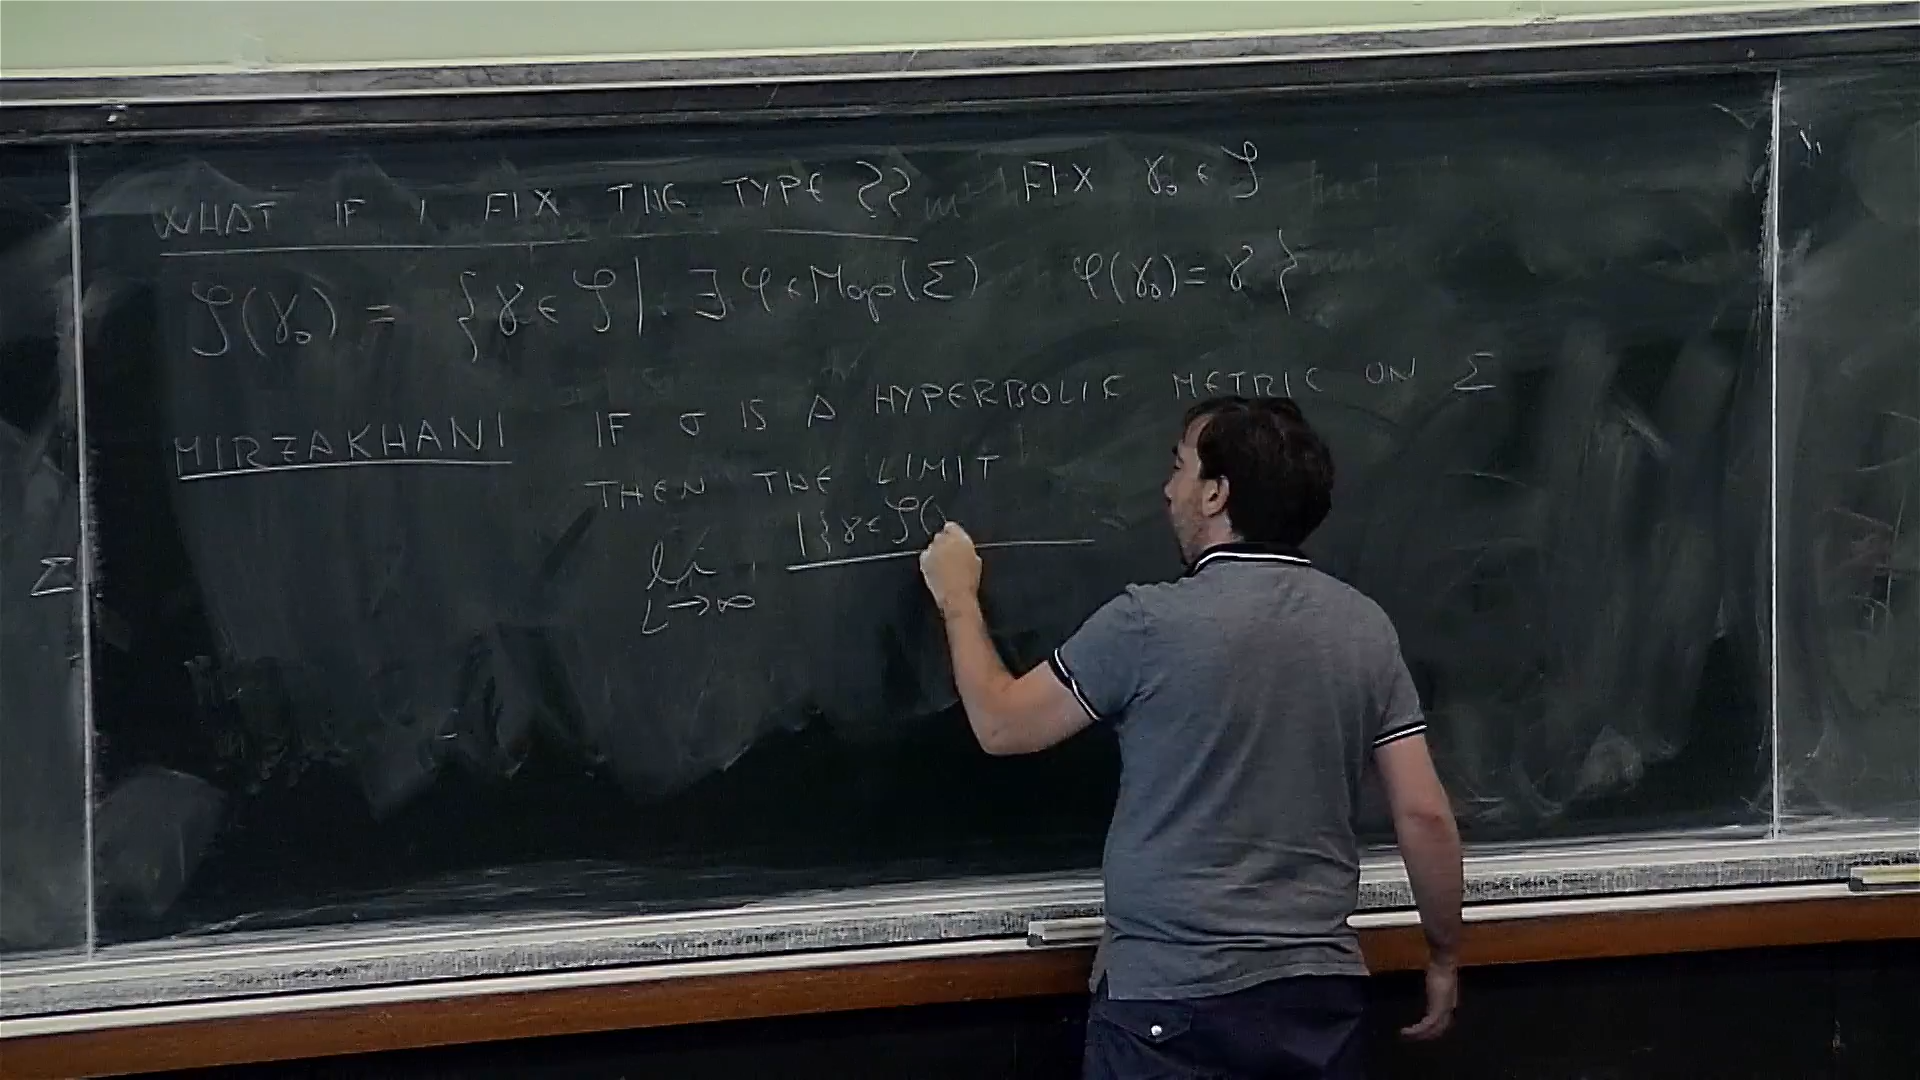 WHAT IF I FIX THE TYPE ?? FIX γ₀ ∈ 𝒮
𝒮(γ₀) = {γ ∈ 𝒮 | ∃ φ ∈ Map(Σ) φ(γ₀) = γ}
MIRZAKHANI IF σ IS A HYPERBOLIC METRIC ON Σ
THEN THE LIMIT
|{γ ∈ 𝒮(
lim
L → ∞
Σ